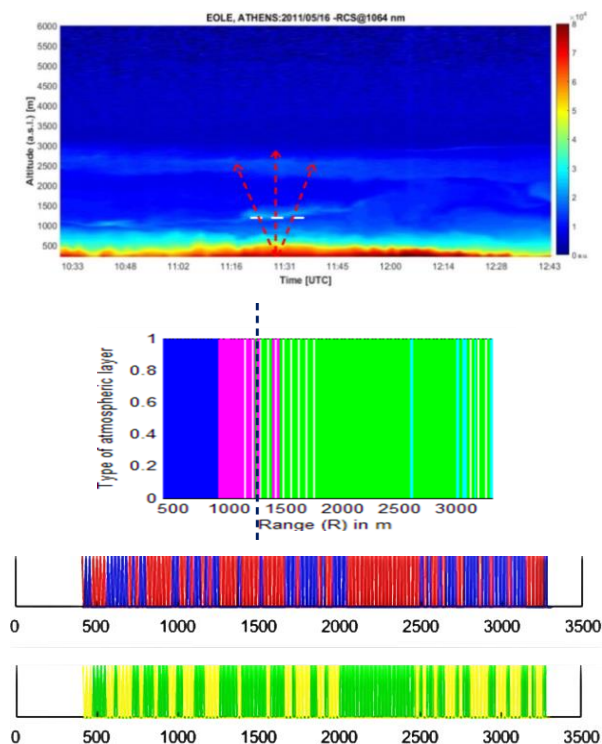 EOLE, ATHENS:2011/05/16 -RCS@1064 nm
×10⁴
6000
5500
5000
4500
4000
3500
3000
2500
2000
1500
1000
500
Altitude (a.s.l.) [m]
8
7
6
5
4
3
2
1
0 a.u.
10:33 10:48 11:02 11:16 11:31 11:45 12:00 12:14 12:28 12:43
Time [UTC]
Type of atmospheric layer
1
0.8
0.6
0.4
0.2
0
500 1000 1500 2000 2500 3000
Range (R) in m
0 500 1000 1500 2000 2500 3000 3500
0 500 1000 1500 2000 2500 3000 3500